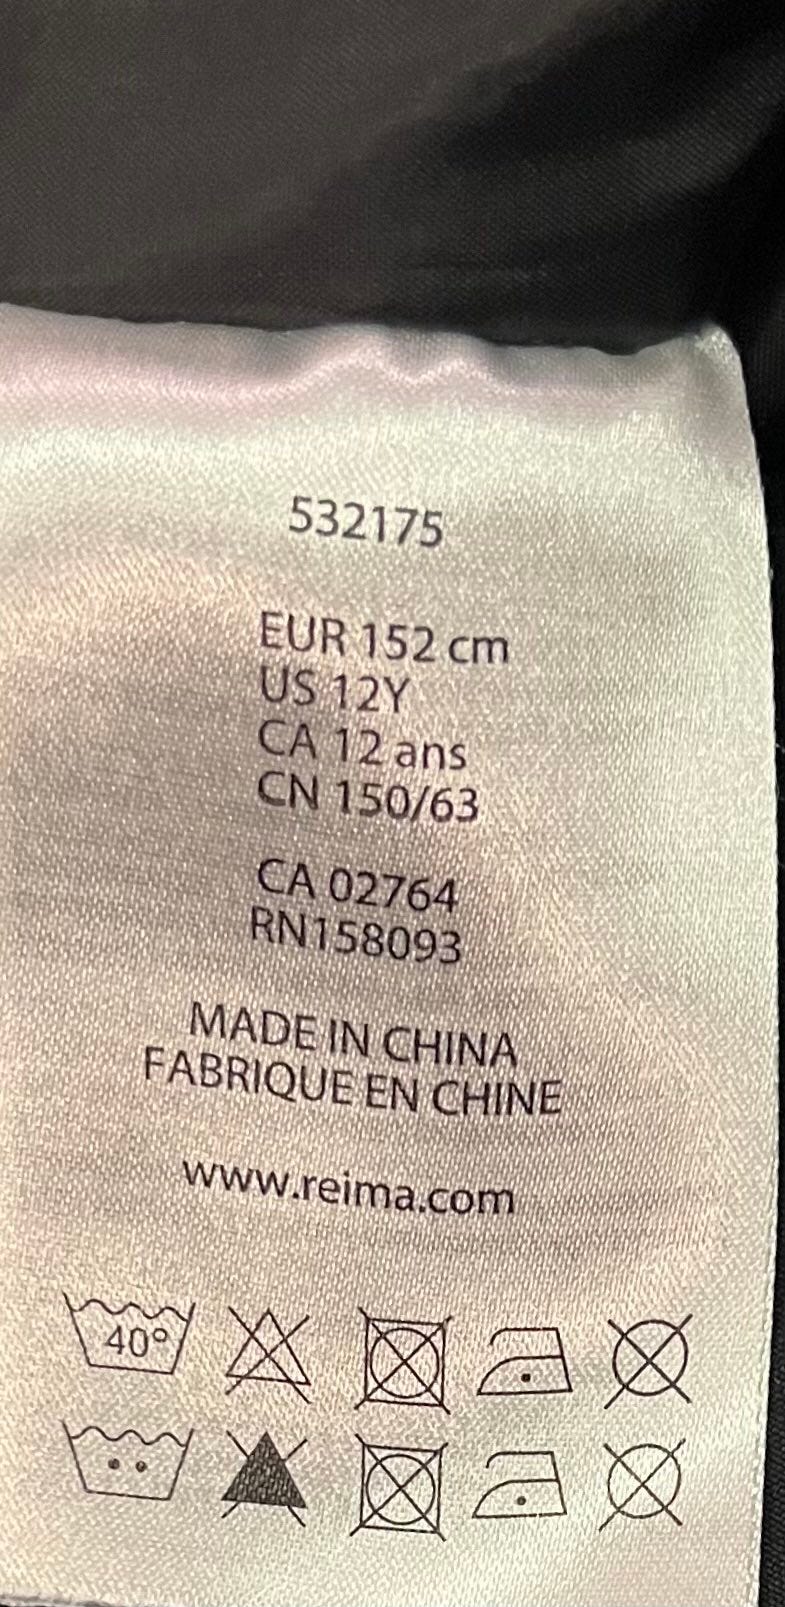 532175
EUR 152 cm
US 12Y
CA 12 ans
CN 150/63
CA 02764
RN158093
MADE IN CHINA
FABRIQUE EN CHINE
www.reima.com
40°